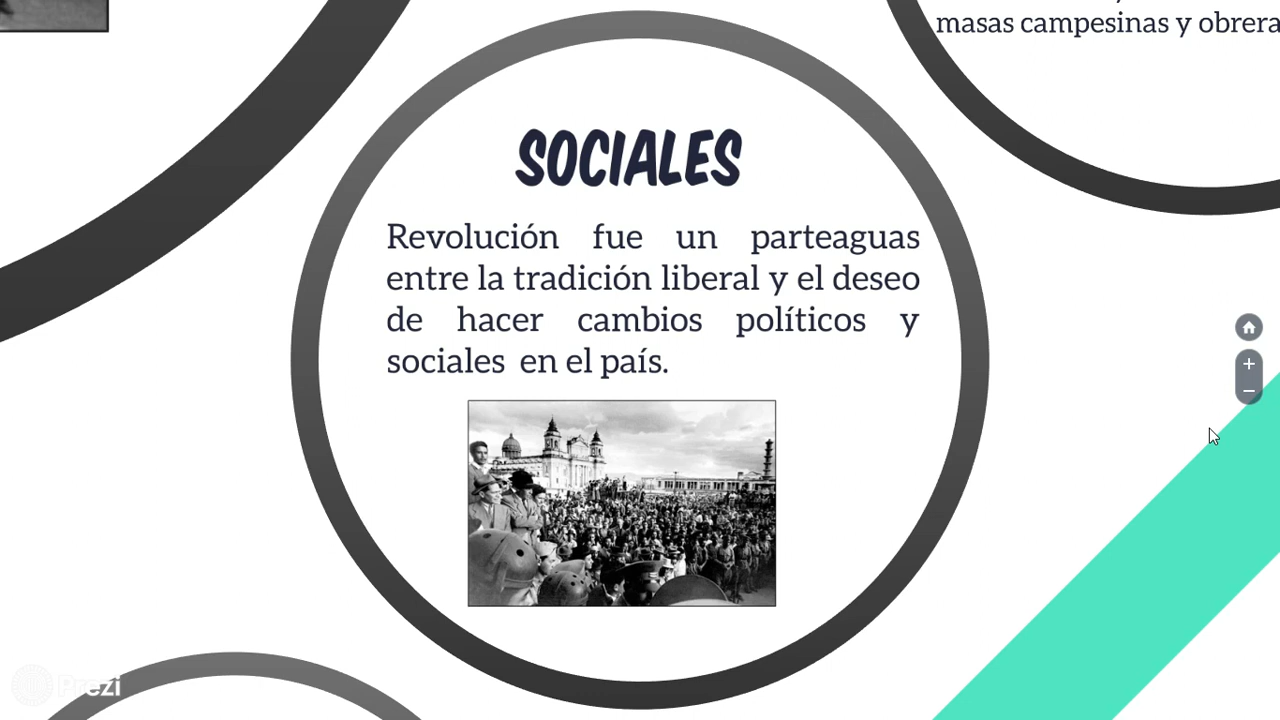 masas campesinas y obrera
SOCIALES
Revolución fue un parteaguas
entre la tradición liberal y el deseo
de hacer cambios políticos y
sociales en el país.
Prezi